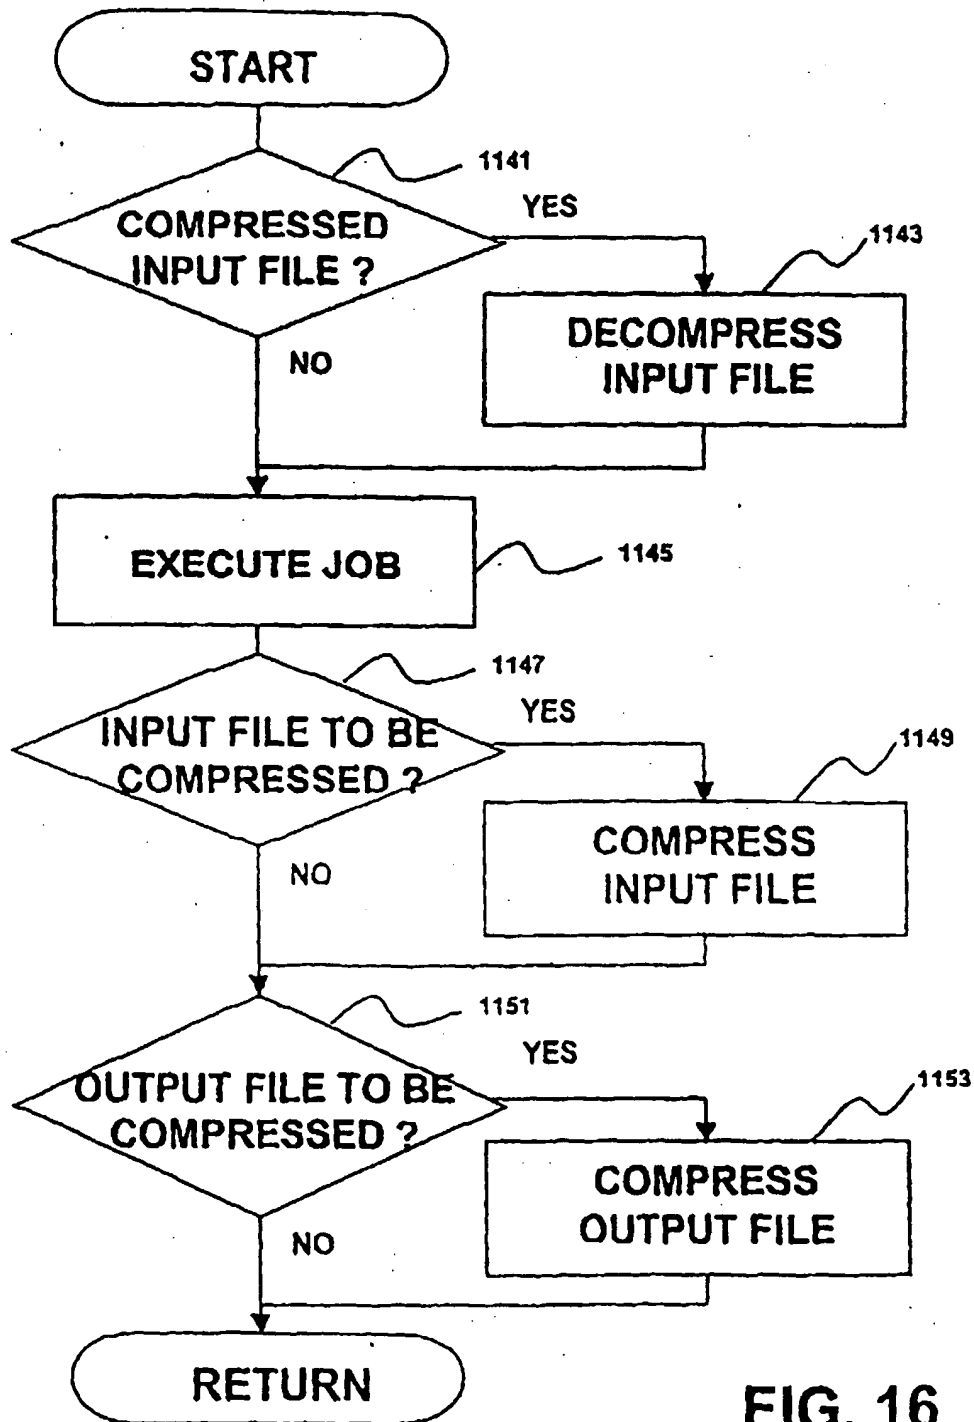 START
1141
YES
COMPRESSED
INPUT FILE ?
1143
DECOMPRESS
INPUT FILE
NO
EXECUTE JOB
1145
1147
YES
INPUT FILE TO BE
COMPRESSED ?
1149
COMPRESS
INPUT FILE
NO
1151
YES
OUTPUT FILE TO BE
COMPRESSED ?
1153
COMPRESS
OUTPUT FILE
NO
RETURN
FIG. 16